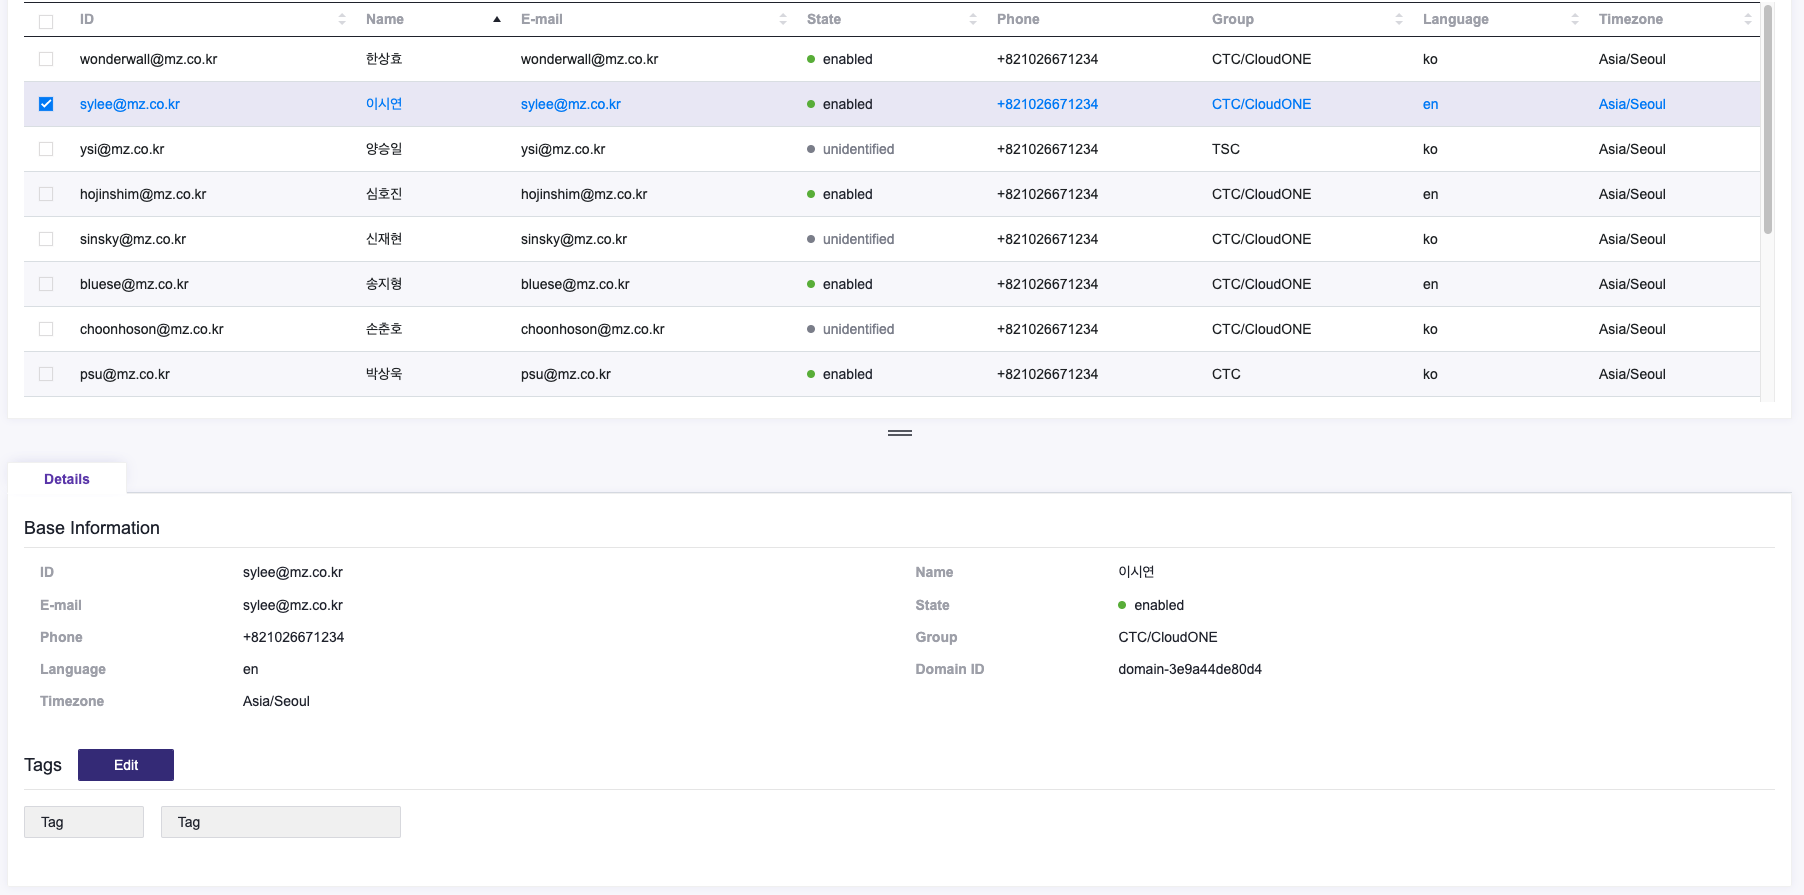 ID Name E-mail State Phone Group Language Timezone
wonderwall@mz.co.kr 한상효 wonderwall@mz.co.kr enabled +821026671234 CTC/CloudONE ko Asia/Seoul
sylee@mz.co.kr 이시연 sylee@mz.co.kr enabled +821026671234 CTC/CloudONE en Asia/Seoul
ysi@mz.co.kr 양승일 ysi@mz.co.kr unidentified +821026671234 TSC ko Asia/Seoul
hojinshim@mz.co.kr 심호진 hojinshim@mz.co.kr enabled +821026671234 CTC/CloudONE en Asia/Seoul
sinsky@mz.co.kr 신재현 sinsky@mz.co.kr unidentified +821026671234 CTC/CloudONE ko Asia/Seoul
bluese@mz.co.kr 송지형 bluese@mz.co.kr enabled +821026671234 CTC/CloudONE en Asia/Seoul
choonhoson@mz.co.kr 손춘호 choonhoson@mz.co.kr unidentified +821026671234 CTC/CloudONE ko Asia/Seoul
psu@mz.co.kr 박상욱 psu@mz.co.kr enabled +821026671234 CTC ko Asia/Seoul
Details
Base Information
ID sylee@mz.co.kr Name 이시연
E-mail sylee@mz.co.kr State enabled
Phone +821026671234 Group CTC/CloudONE
Language en Domain ID domain-3e9a44de80d4
Timezone Asia/Seoul
Tags Edit
Tag Tag